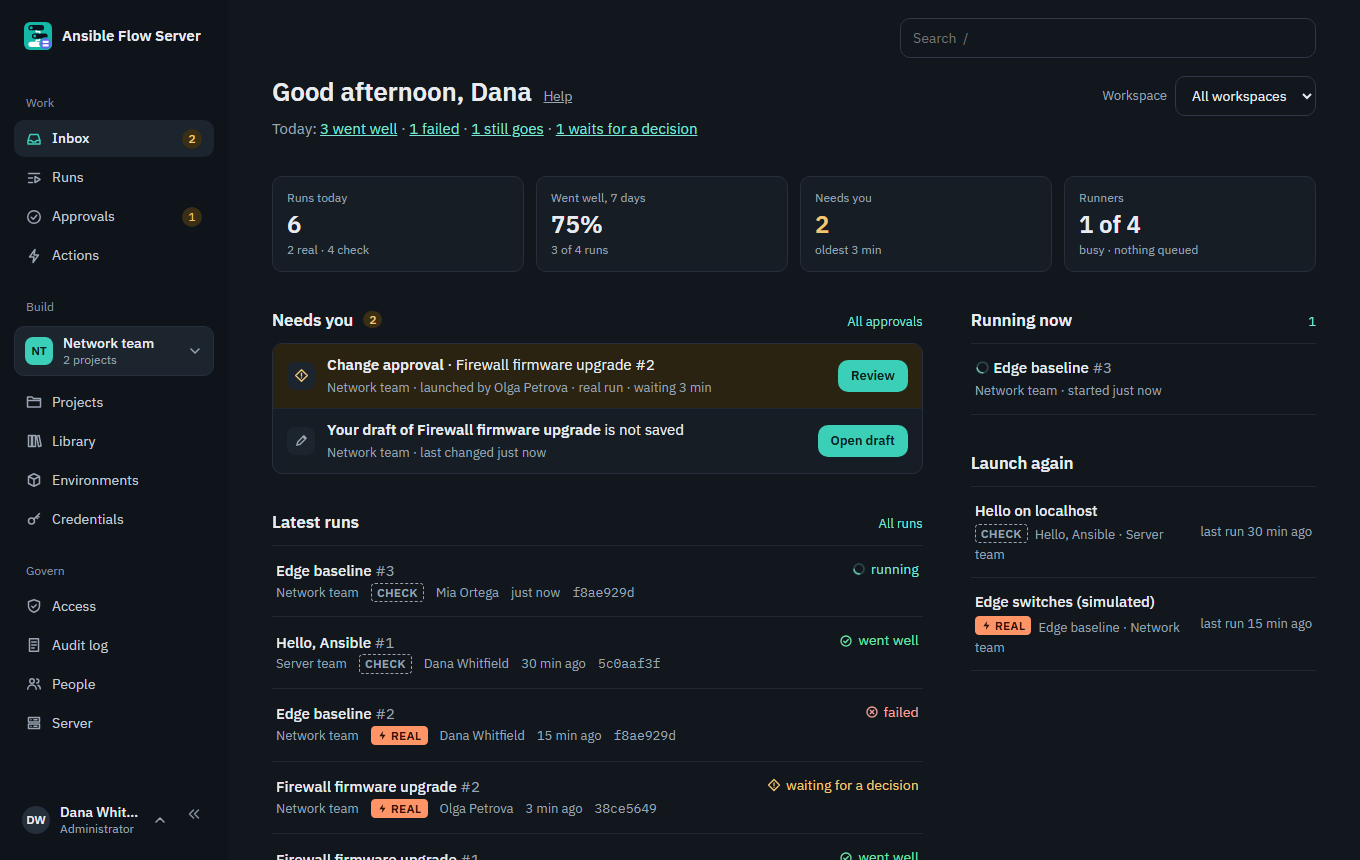 Ansible Flow Server
Search /
Good afternoon, Dana Help
Workspace All workspaces
Today: 3 went well · 1 failed · 1 still goes · 1 waits for a decision
Work
Inbox 2
Runs
Approvals 1
Actions
Build
NT Network team
2 projects
Projects
Library
Environments
Credentials
Govern
Access
Audit log
People
Server
DW Dana Whit...
Administrator
Runs today
6
2 real · 4 check
Went well, 7 days
75%
3 of 4 runs
Needs you
2
oldest 3 min
Runners
1 of 4
busy · nothing queued
Needs you 2 All approvals
Change approval · Firewall firmware upgrade #2
Network team · launched by Olga Petrova · real run · waiting 3 min
Review
Your draft of Firewall firmware upgrade is not saved
Network team · last changed just now
Open draft
Latest runs All runs
Edge baseline #3 running
Network team CHECK Mia Ortega just now f8ae929d
Hello, Ansible #1 went well
Server team CHECK Dana Whitfield 30 min ago 5c0aaf3f
Edge baseline #2 failed
Network team REAL Dana Whitfield 15 min ago f8ae929d
Firewall firmware upgrade #2 waiting for a decision
Network team REAL Olga Petrova 3 min ago 38ce5649
Firewall firmware upgrade #1 went well
Running now 1
Edge baseline #3
Network team · started just now
Launch again
Hello on localhost
CHECK Hello, Ansible · Server
team
last run 30 min ago
Edge switches (simulated)
REAL Edge baseline · Network
team
last run 15 min ago